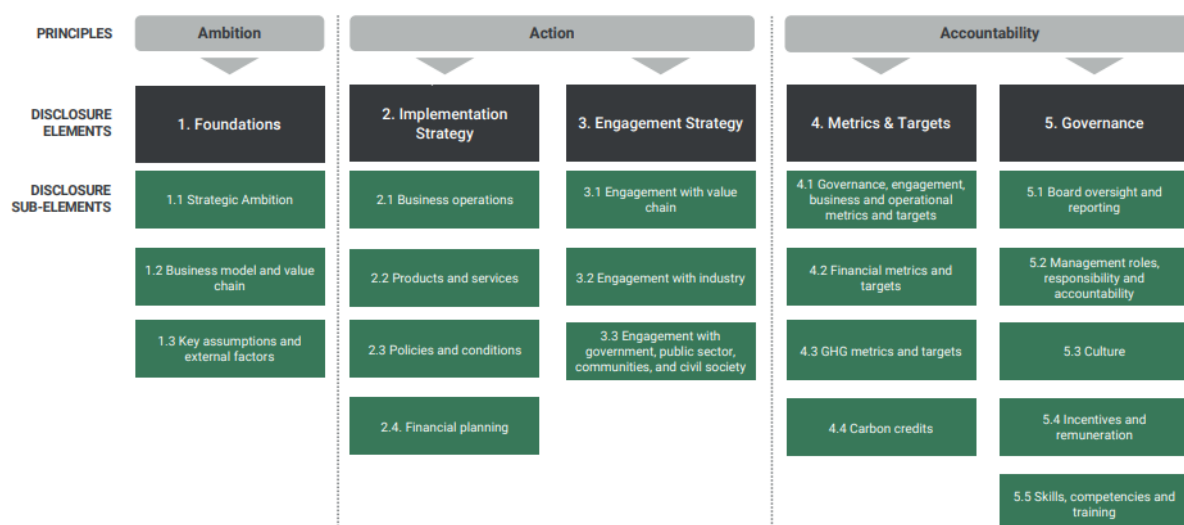 PRINCIPLES
Ambition
Action
Accountability
DISCLOSURE
ELEMENTS
1. Foundations
2. Implementation
Strategy
3. Engagement Strategy
4. Metrics & Targets
5. Governance
DISCLOSURE
SUB-ELEMENTS
1.1 Strategic Ambition
1.2 Business model and value
chain
1.3 Key assumptions and
external factors
2.1 Business operations
2.2 Products and services
2.3 Policies and conditions
2.4. Financial planning
3.1 Engagement with value
chain
3.2 Engagement with industry
3.3 Engagement with
government, public sector,
communities, and civil society
4.1 Governance, engagement,
business and operational
metrics and targets
4.2 Financial metrics and
targets
4.3 GHG metrics and targets
4.4 Carbon credits
5.1 Board oversight and
reporting
5.2 Management roles,
responsibility and
accountability
5.3 Culture
5.4 Incentives and
remuneration
5.5 Skills, competencies and
training